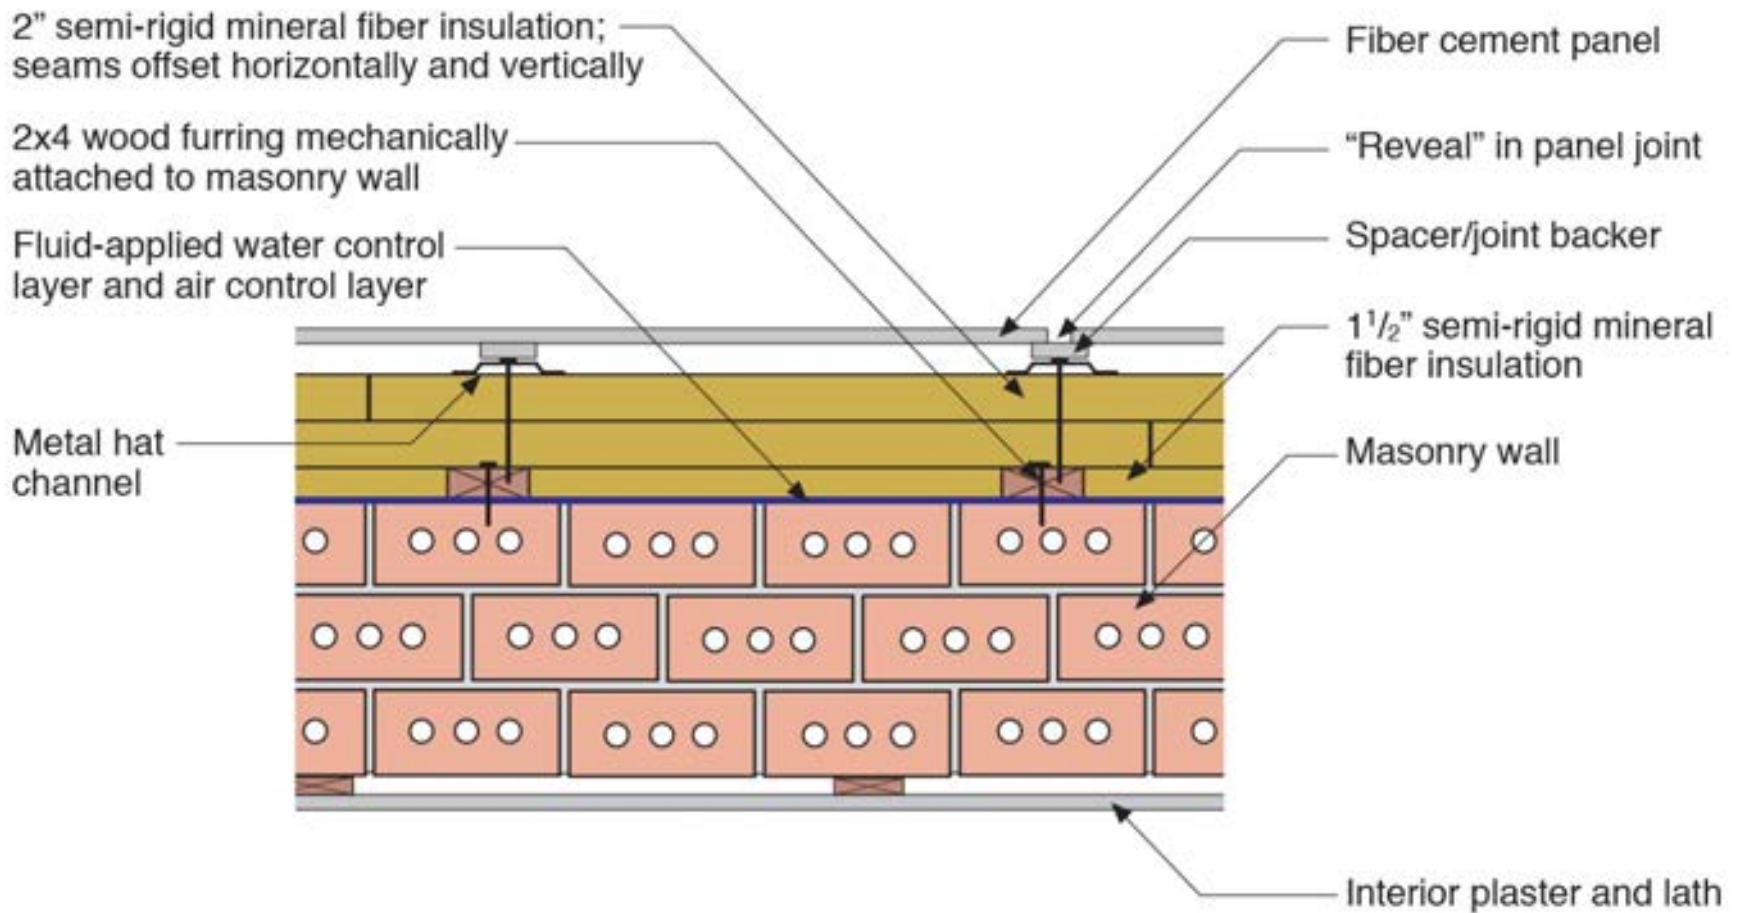 2” semi-rigid mineral fiber insulation;
seams offset horizontally and vertically
2x4 wood furring mechanically
attached to masonry wall
Fluid-applied water control
layer and air control layer
Metal hat
channel
Fiber cement panel
“Reveal” in panel joint
Spacer/joint backer
1 1/2” semi-rigid mineral
fiber insulation
Masonry wall
Interior plaster and lath